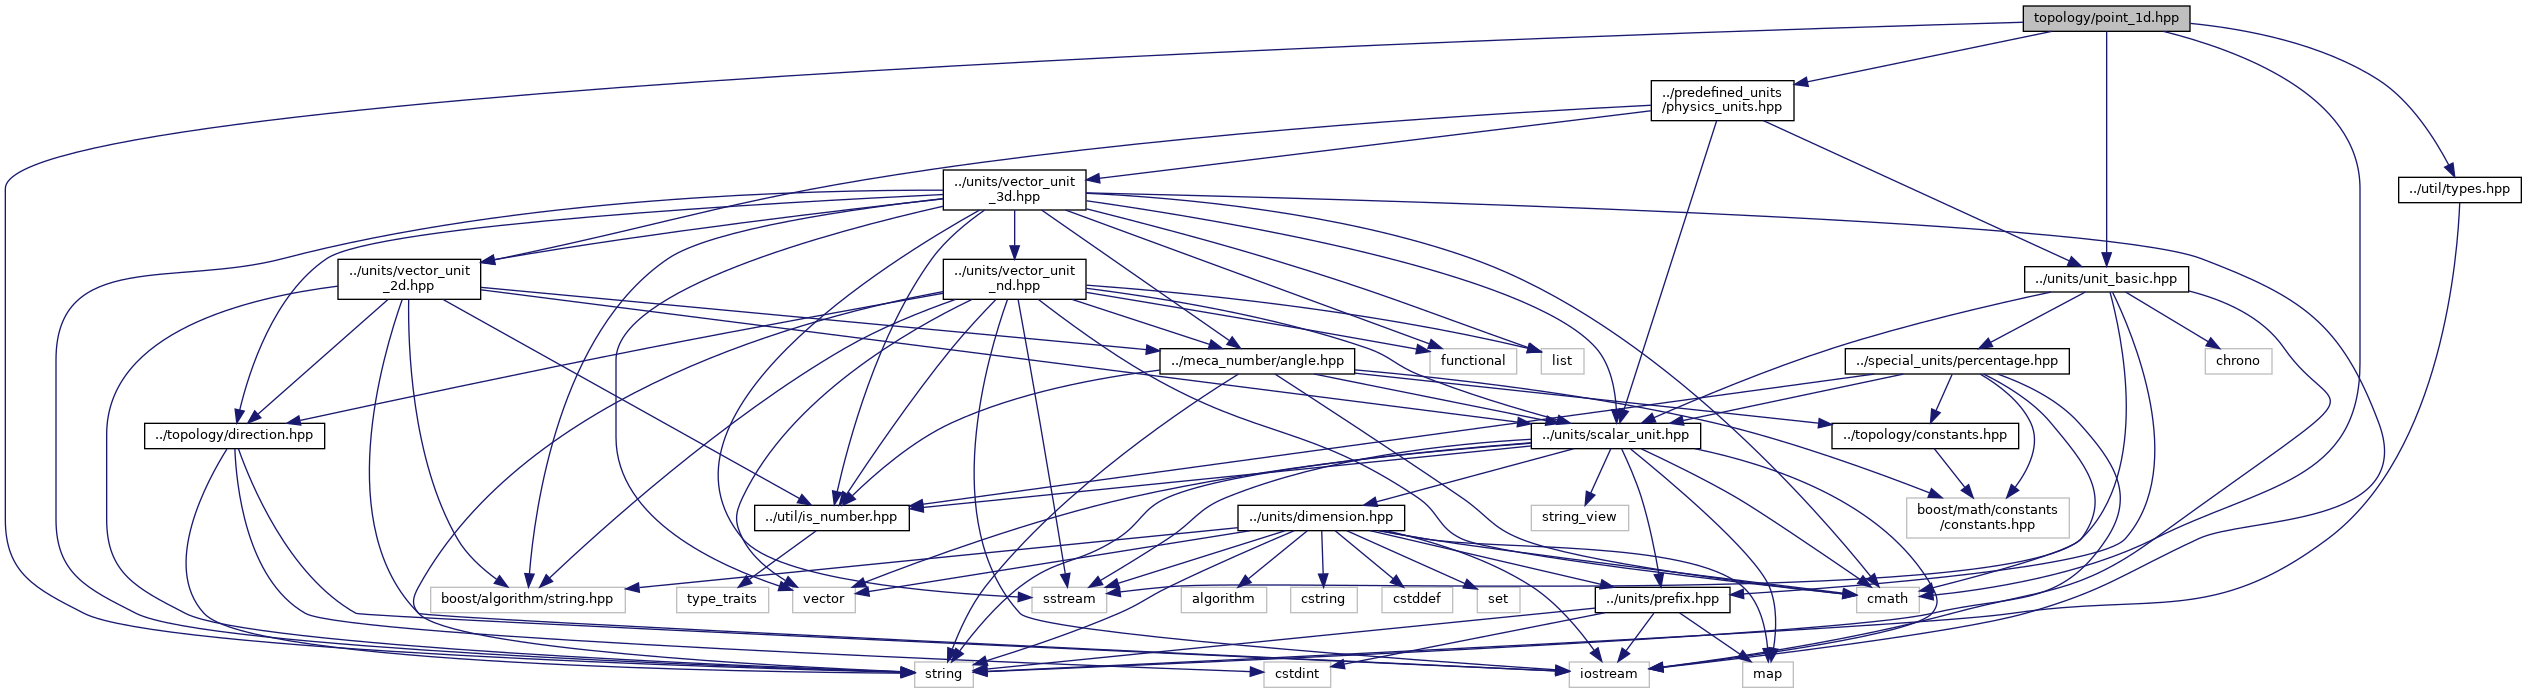 topology/point_1d.hpp
../predefined_units
/physics_units.hpp
../units/vector_unit
_3d.hpp
../util/types.hpp
../units/vector_unit
_2d.hpp
../units/vector_unit
_nd.hpp
../units/unit_basic.hpp
../meca_number/angle.hpp
functional
list
../special_units/percentage.hpp
chrono
../topology/direction.hpp
../units/scalar_unit.hpp
../topology/constants.hpp
../util/is_number.hpp
../units/dimension.hpp
string_view
boost/math/constants
/constants.hpp
boost/algorithm/string.hpp
type_traits
vector
sstream
algorithm
cstring
cstddef
set
../units/prefix.hpp
cmath
string
cstdint
iostream
map